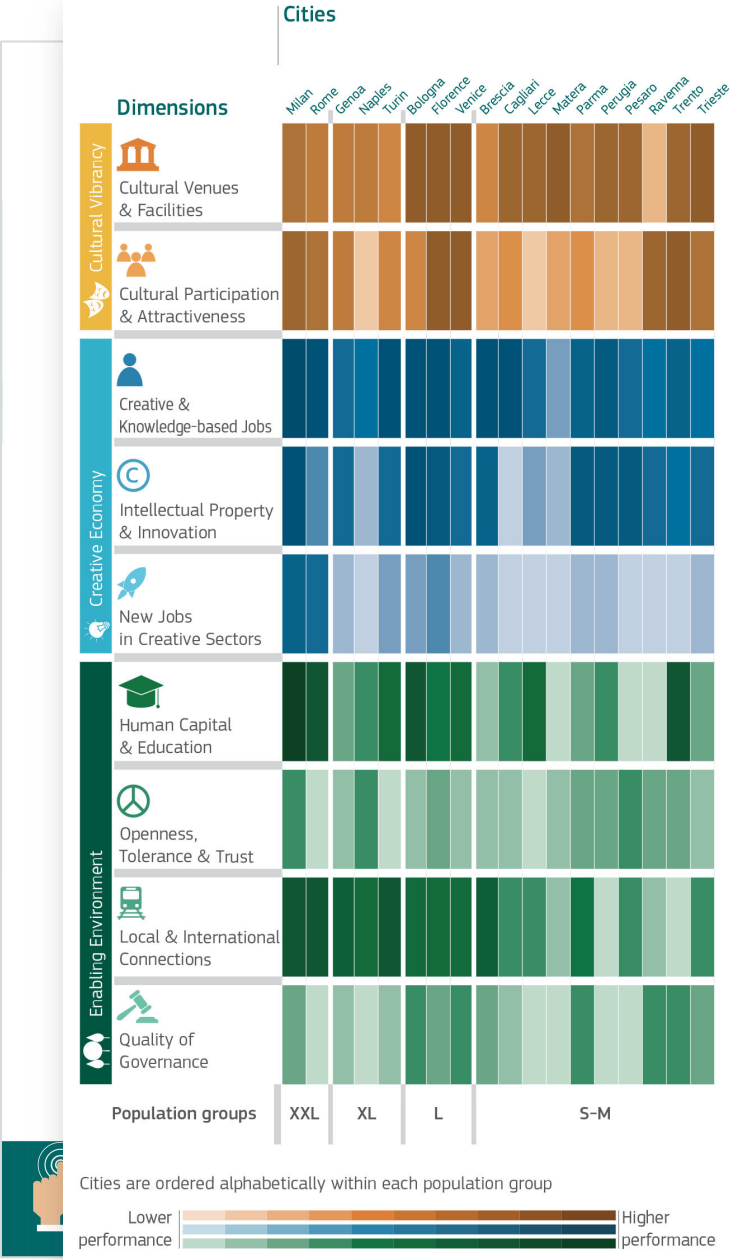 Cities
Dimensions
Milan
Rome
Genoa
Naples
Turin
Bologna
Florence
Venice
Brescia
Cagliari
Lecce
Matera
Parma
Perugia
Pesaro
Ravenna
Trento
Trieste
Cultural Vibrancy
Cultural Venues
& Facilities
Cultural Participation
& Attractiveness
Creative Economy
Creative &
Knowledge-based Jobs
C
Intellectual Property
& Innovation
New Jobs
in Creative Sectors
Enabling Environment
Human Capital
& Education
Openness,
Tolerance & Trust
Local & International
Connections
Quality of
Governance
Population groups
XXL
XL
L
S-M
Cities are ordered alphabetically within each population group
Lower
performance
Higher
performance